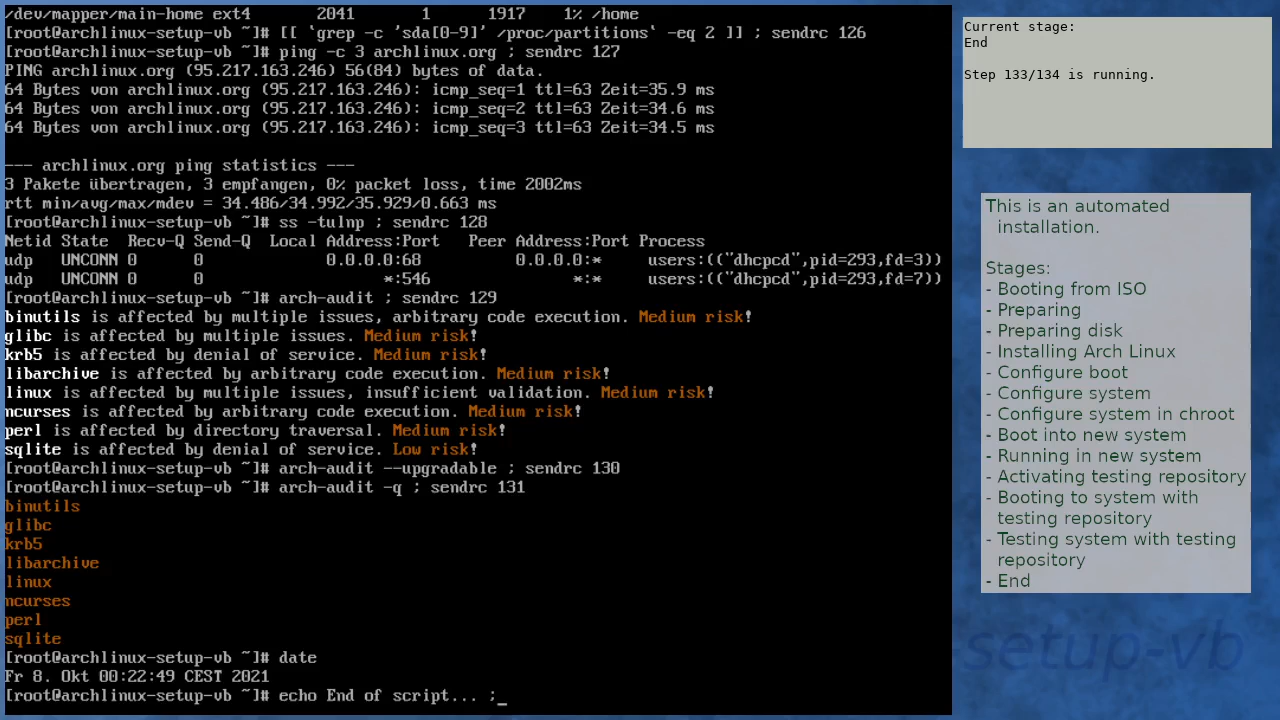 /dev/mapper/main-home ext4       2041       1      1917    1% /home
[root@archlinux-setup-vb ~]# [[ `grep -c 'sda[0-9]' /proc/partitions` -eq 2 ]] ; sendrc 126
[root@archlinux-setup-vb ~]# ping -c 3 archlinux.org ; sendrc 127
PING archlinux.org (95.217.163.246) 56(84) bytes of data.
64 Bytes von archlinux.org (95.217.163.246): icmp_seq=1 ttl=63 Zeit=35.9 ms
64 Bytes von archlinux.org (95.217.163.246): icmp_seq=2 ttl=63 Zeit=34.6 ms
64 Bytes von archlinux.org (95.217.163.246): icmp_seq=3 ttl=63 Zeit=34.5 ms
--- archlinux.org ping statistics ---
3 Pakete übertragen, 3 empfangen, 0% packet loss, time 2002ms
rtt min/avg/max/mdev = 34.486/34.992/35.929/0.663 ms
[root@archlinux-setup-vb ~]# ss -tulnp ; sendrc 128
Netid State  Recv-Q Send-Q  Local Address:Port   Peer Address:Port Process
udp   UNCONN 0      0             0.0.0.0:68          0.0.0.0:*     users:(("dhcpcd",pid=293,fd=3))
udp   UNCONN 0      0                   *:546               *:*     users:(("dhcpcd",pid=293,fd=7))
[root@archlinux-setup-vb ~]# arch-audit ; sendrc 129
binutils is affected by multiple issues, arbitrary code execution. Medium risk!
glibc is affected by multiple issues. Medium risk!
krb5 is affected by denial of service. Medium risk!
libarchive is affected by arbitrary code execution. Medium risk!
linux is affected by multiple issues, insufficient validation. Medium risk!
ncurses is affected by arbitrary code execution. Medium risk!
perl is affected by directory traversal. Medium risk!
sqlite is affected by denial of service. Low risk!
[root@archlinux-setup-vb ~]# arch-audit --upgradable ; sendrc 130
[root@archlinux-setup-vb ~]# arch-audit -q ; sendrc 131
binutils
glibc
krb5
libarchive
linux
ncurses
perl
sqlite
[root@archlinux-setup-vb ~]# date
Fr 8. Okt 00:22:49 CEST 2021
[root@archlinux-setup-vb ~]# echo End of script... ;_
Current stage:
End
Step 133/134 is running.
This is an automated
installation.
Stages:
- Booting from ISO
- Preparing
- Preparing disk
- Installing Arch Linux
- Configure boot
- Configure system
- Configure system in chroot
- Boot into new system
- Running in new system
- Activating testing repository
- Booting to system with
testing repository
- Testing system with testing
repository
- End
-setup-vb